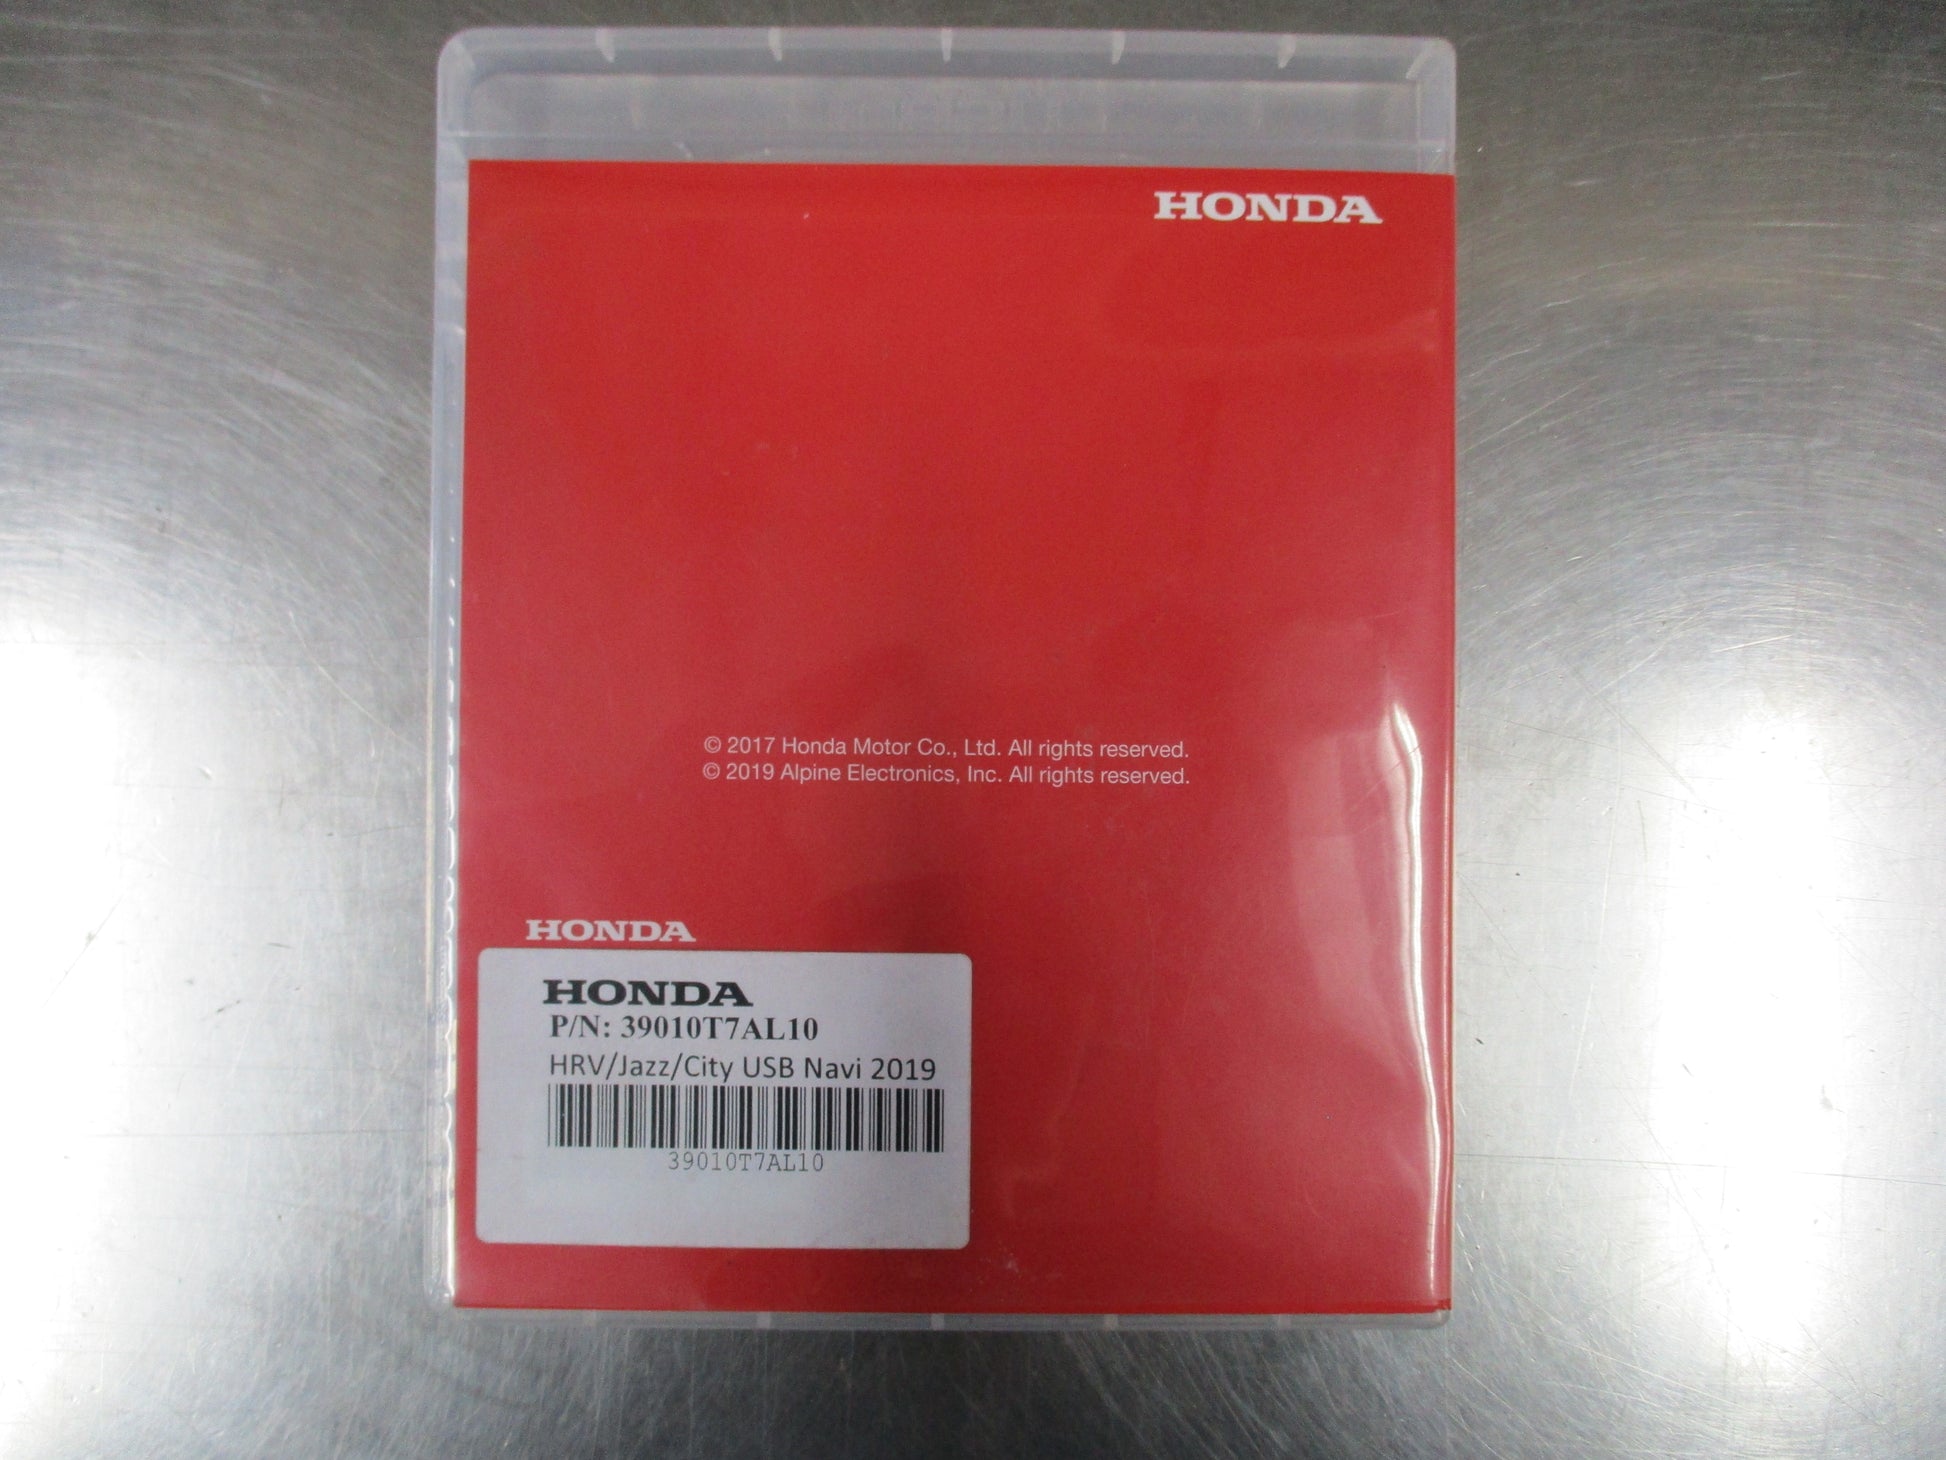 HONDA
© 2017 Honda Motor Co., Ltd. All rights reserved.
© 2019 Alpine Electronics, Inc. All rights reserved.
HONDA
HONDA
P/N: 39010T7AL10
HRV/Jazz/City USB Navi 2019
39010T7AL10